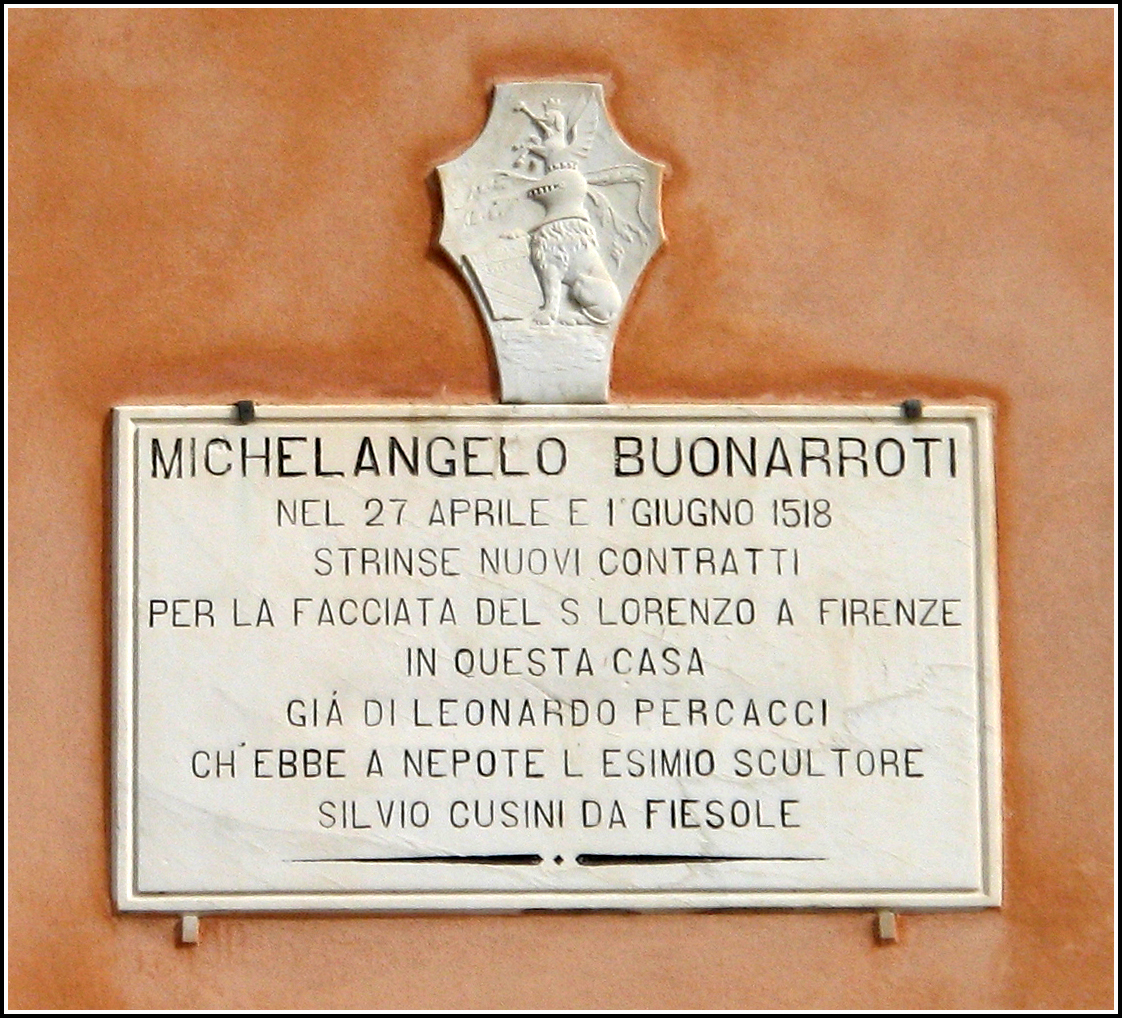 MICHELANGELO BUONARROTI
NEL 27 APRILE E 1° GIUGNO 1518
STRINSE NUOVI CONTRATTI
PER LA FACCIATA DEL S LORENZO A FIRENZE
IN QUESTA CASA
GIÁ DI LEONARDO PERCACCI
CH'EBBE A NEPOTE L ESIMIO SCULTORE
SILVIO CUSINI DA FIESOLE